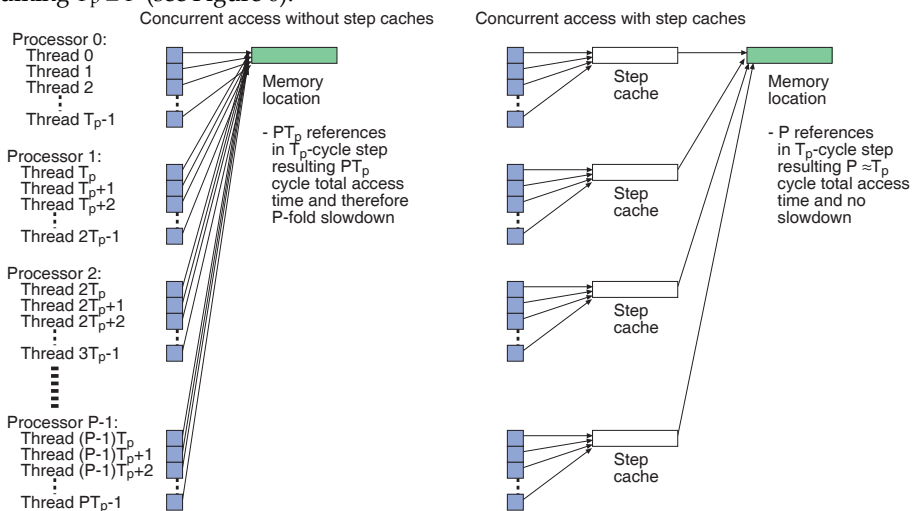 Concurrent access without step caches
Concurrent access with step caches
Processor 0:
Thread 0
Thread 1
Thread 2
Thread Tp-1
Processor 1:
Thread Tp
Thread Tp+1
Thread Tp+2
Thread 2Tp-1
Processor 2:
Thread 2Tp
Thread 2Tp+1
Thread 2Tp+2
Thread 3Tp-1
Processor P-1:
Thread (P-1)Tp
Thread (P-1)Tp+1
Thread (P-1)Tp+2
Thread PTp-1
Memory
location
- PTp references
in Tp-cycle step
resulting PTp
cycle total access
time and therefore
P-fold slowdown
Step
cache
Step
cache
Step
cache
Step
cache
Memory
location
- P references
in Tp-cycle step
resulting P ≈Tp
cycle total access
time and no
slowdown